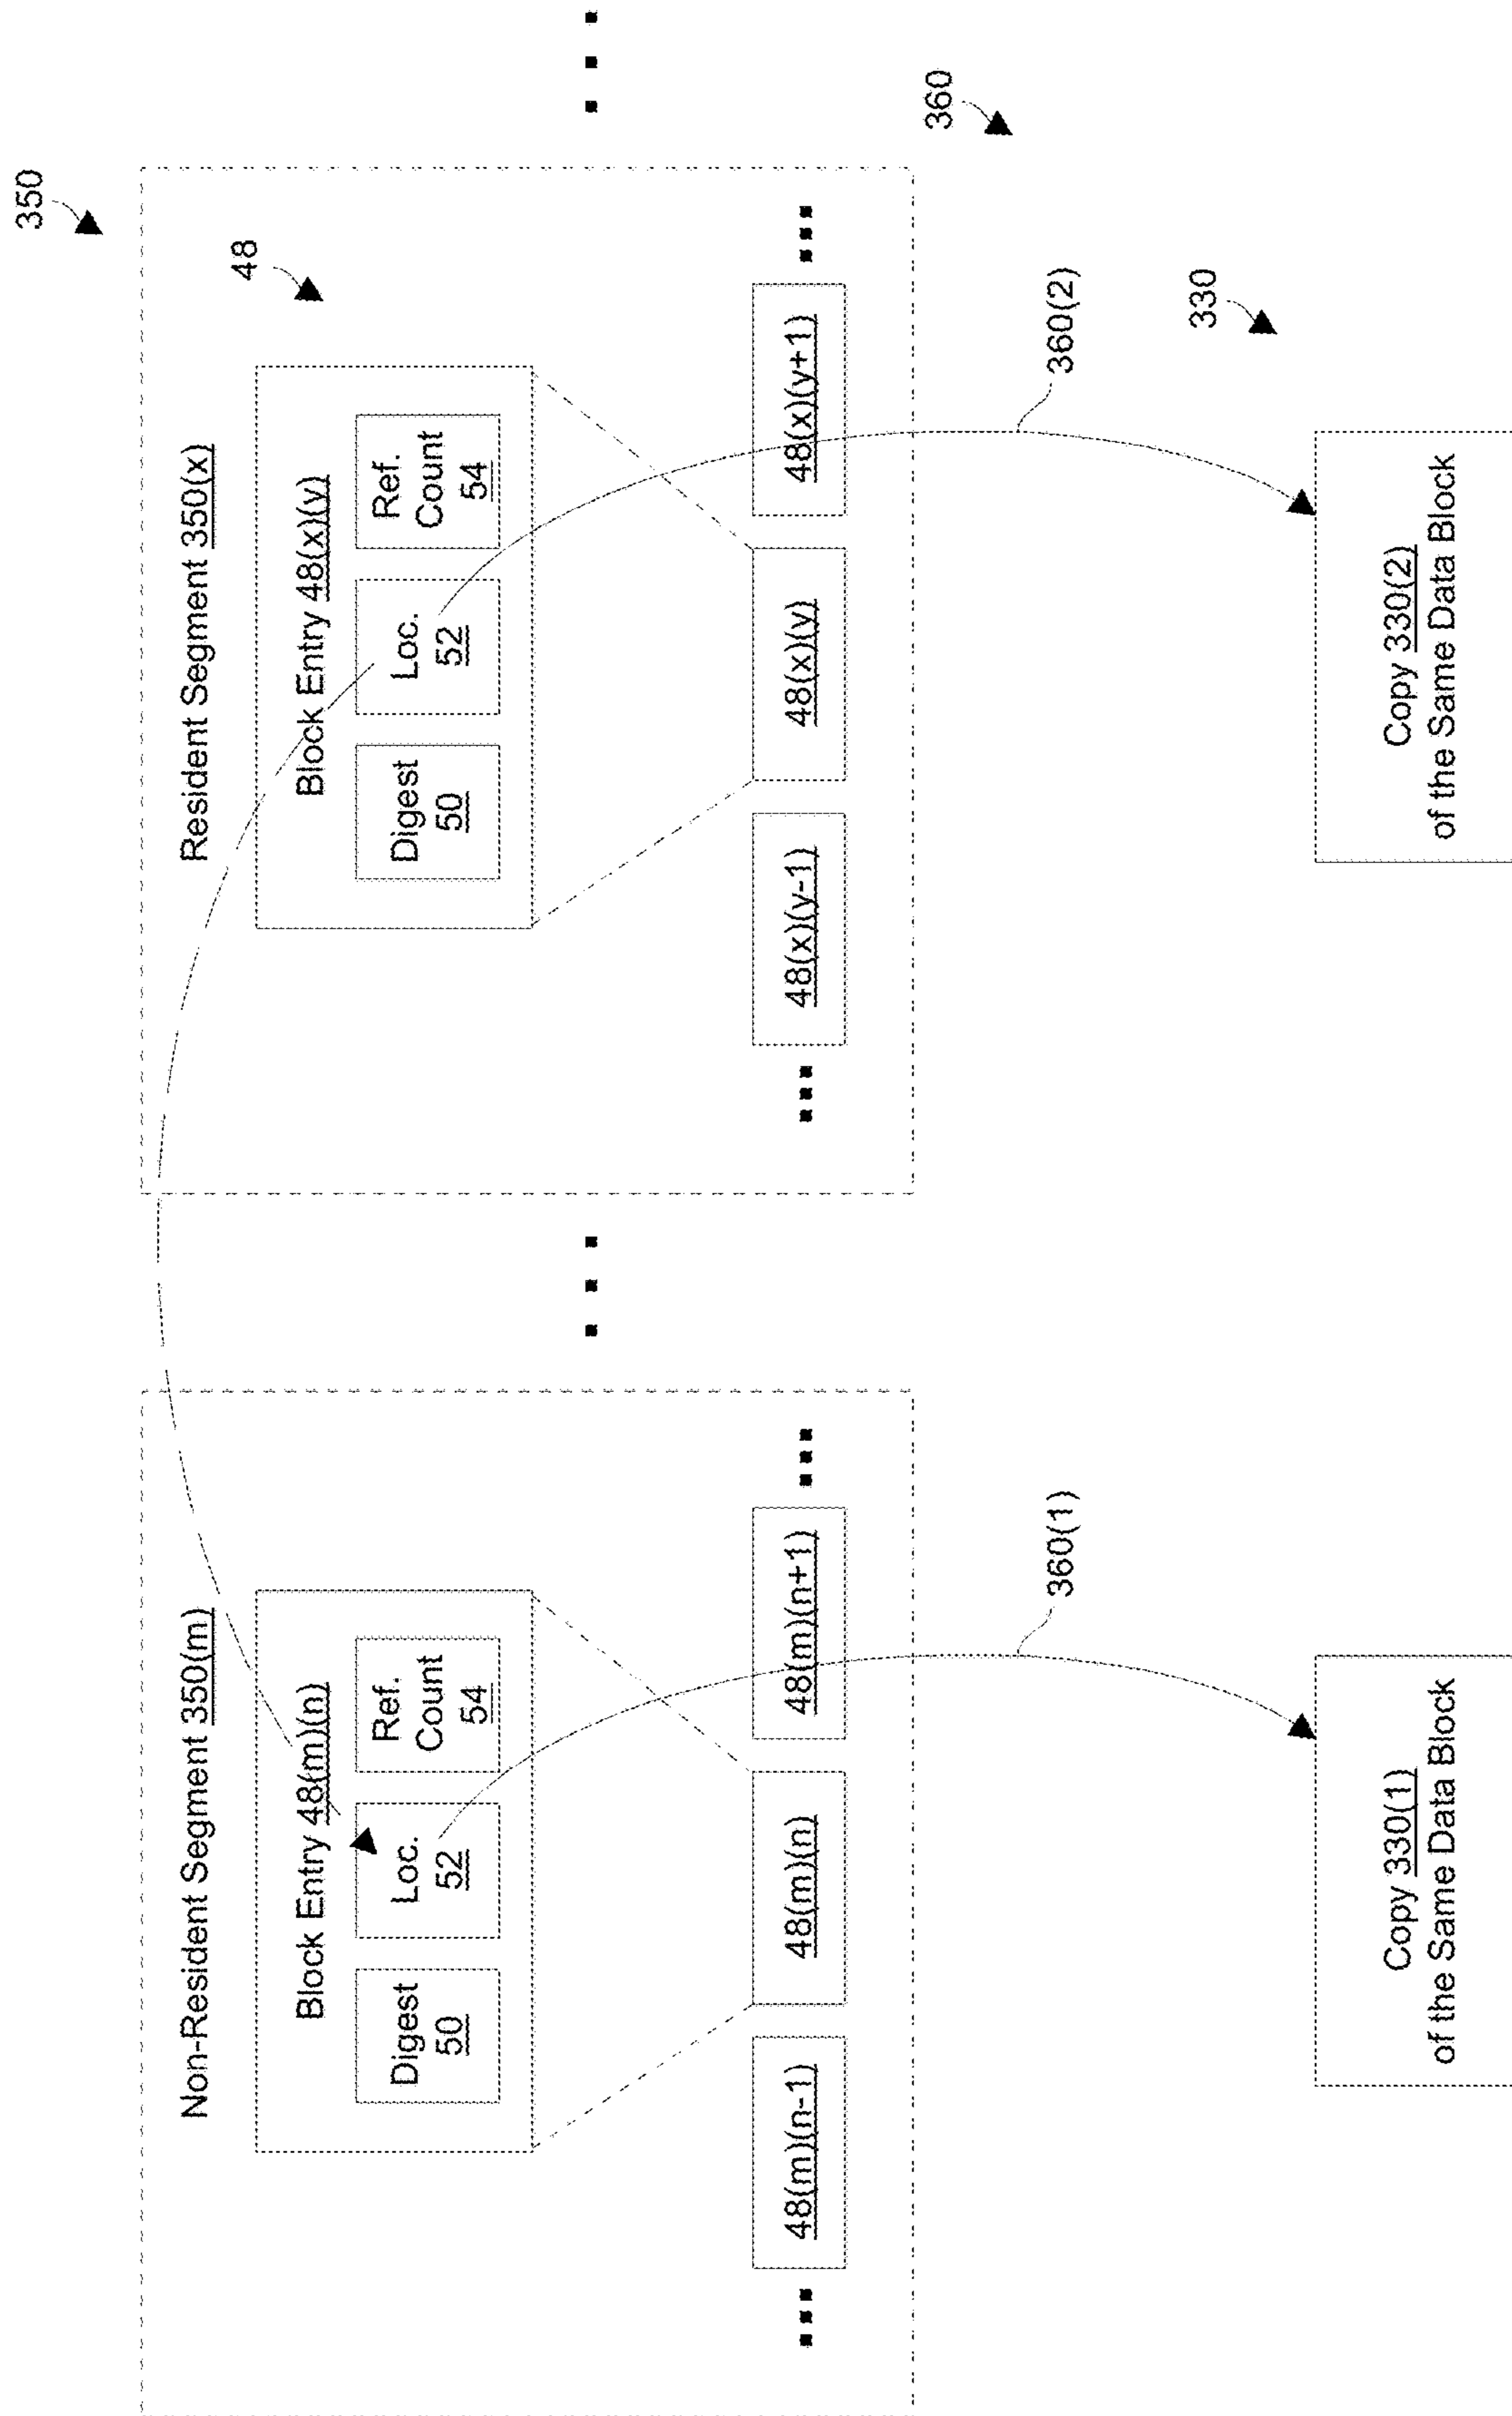 350
Non-Resident Segment 350(m)
Block Entry 48(m)(n)
Digest
50
Loc.
52
Ref.
Count
54
48(m)(n-1)
48(m)(n)
48(m)(n+1)
Resident Segment 350(x)
48
Block Entry 48(x)(y)
Digest
50
Loc.
52
Ref.
Count
54
48(x)(y-1)
48(x)(y)
48(x)(y+1)
360
360(1)
360(2)
330
Copy 330(1)
of the Same Data Block
Copy 330(2)
of the Same Data Block